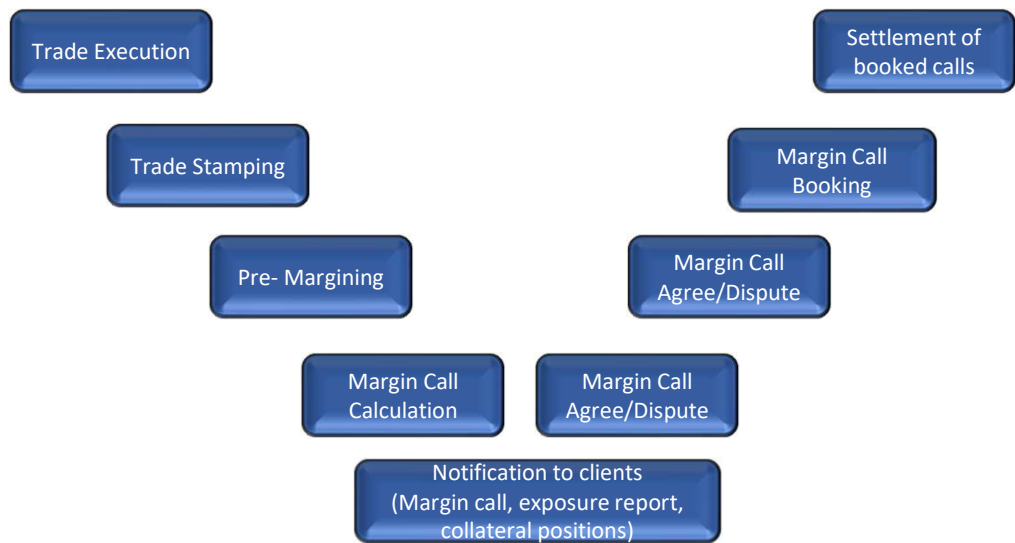 Trade Execution
Settlement of
booked calls
Trade Stamping
Margin Call
Booking
Pre- Margining
Margin Call
Agree/Dispute
Margin Call
Calculation
Margin Call
Agree/Dispute
Notification to clients
(Margin call, exposure report,
collateral positions)